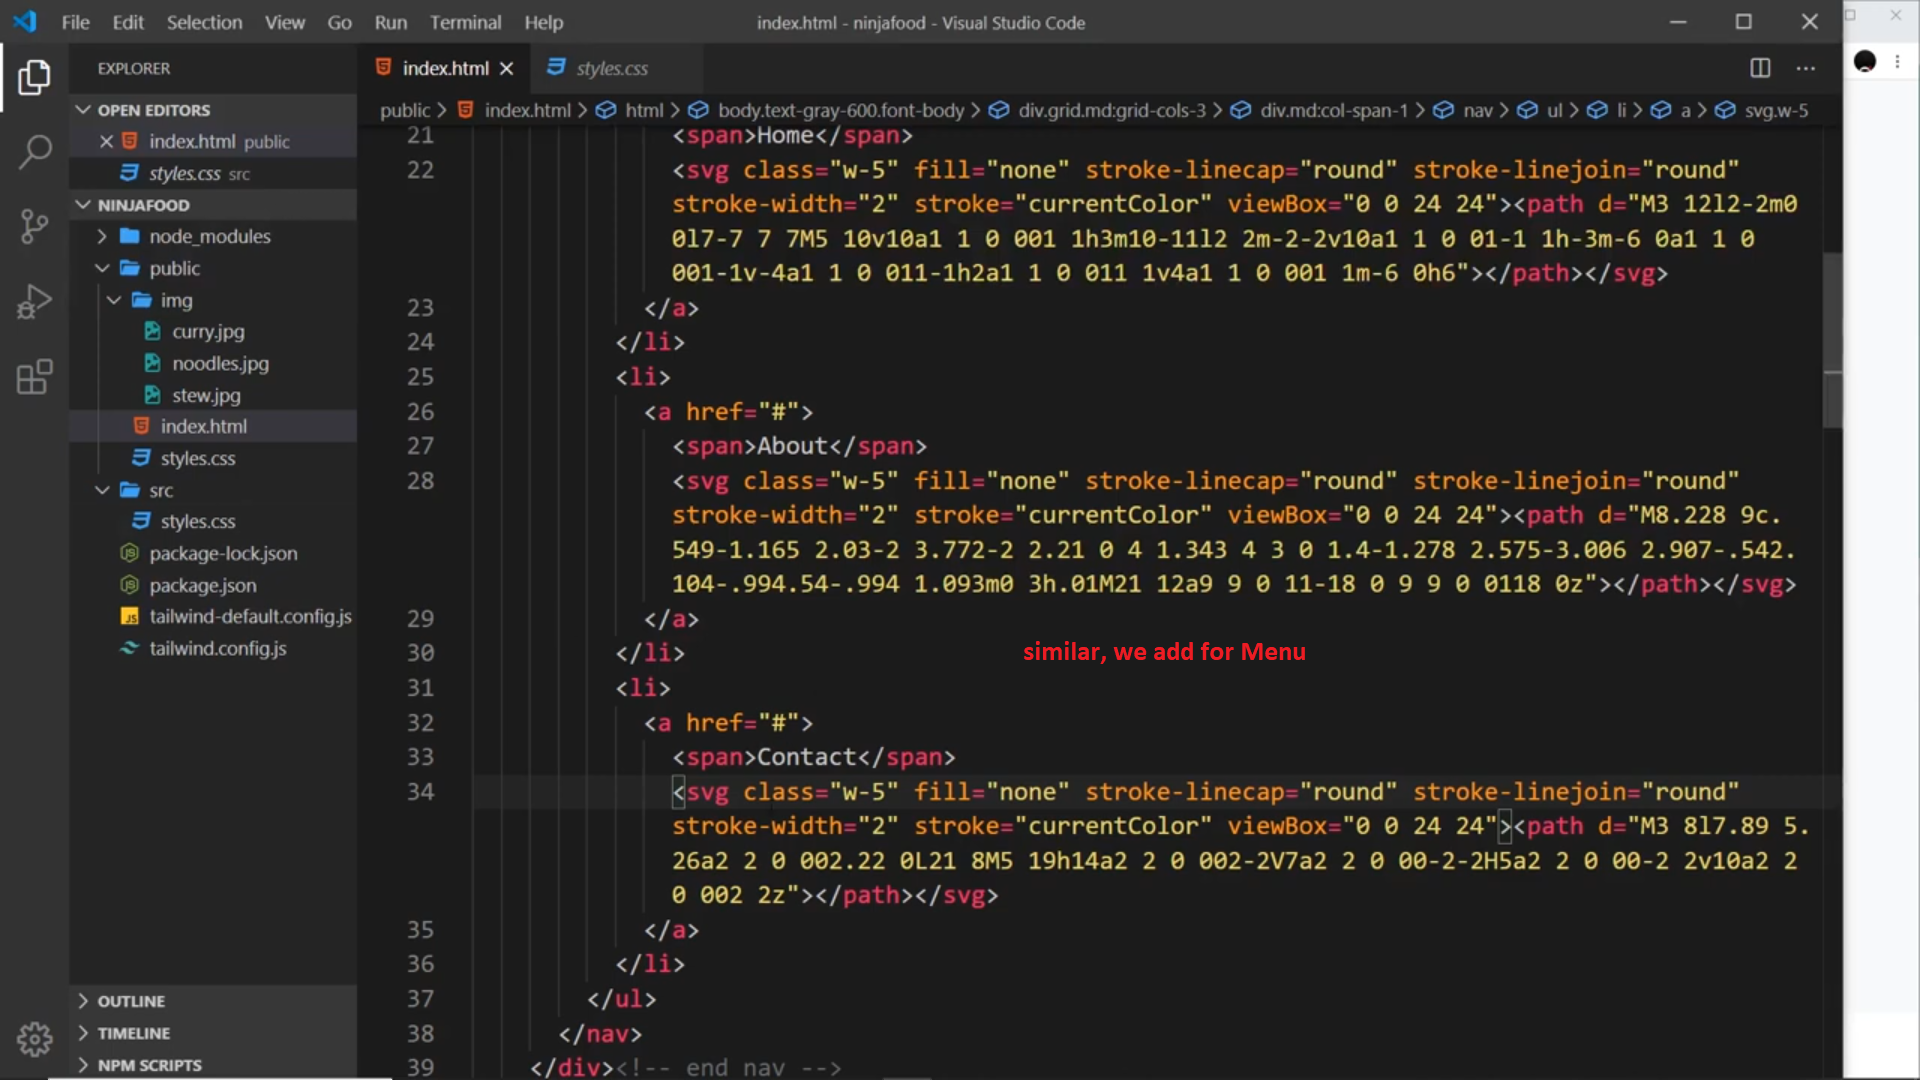 File Edit Selection View Go Run Terminal Help
index.html - ninjafood - Visual Studio Code
EXPLORER
OPEN EDITORS
index.html public
styles.css src
NINJAFOOD
node_modules
public
img
curry.jpg
noodles.jpg
stew.jpg
index.html
styles.css
src
styles.css
package-lock.json
package.json
tailwind-default.config.js
tailwind.config.js
OUTLINE
TIMELINE
NPM SCRIPTS
index.html
styles.css
public > index.html > html > body.text-gray-600.font-body > div.grid.md:grid-cols-3 > div.md:col-span-1 > nav > ul > li > a > svg.w-5
21 <span>Home</span>
22 <svg class="w-5" fill="none" stroke-linecap="round" stroke-linejoin="round"
stroke-width="2" stroke="currentColor" viewBox="0 0 24 24"><path d="M3 12l2-2m0
0l7-7 7 7M5 10v10a1 1 0 001 1h3m10-11l2 2m-2-2v10a1 1 0 01-1 1h-3m-6 0a1 1 0
001-1v-4a1 1 0 011-1h2a1 1 0 011 1v4a1 1 0 001 1m-6 0h6"></path></svg>
23 </a>
24 </li>
25 <li>
26 <a href="#">
27 <span>About</span>
28 <svg class="w-5" fill="none" stroke-linecap="round" stroke-linejoin="round"
stroke-width="2" stroke="currentColor" viewBox="0 0 24 24"><path d="M8.228 9c.
549-1.165 2.03-2 3.772-2 2.21 0 4 1.343 4 3 0 1.4-1.278 2.575-3.006 2.907-.542.
104-.994.54-.994 1.093m0 3h.01M21 12a9 9 0 11-18 0 9 9 0 0118 0z"></path></svg>
29 </a>
30 </li>
similar, we add for Menu
31 <li>
32 <a href="#">
33 <span>Contact</span>
34 <svg class="w-5" fill="none" stroke-linecap="round" stroke-linejoin="round"
stroke-width="2" stroke="currentColor" viewBox="0 0 24 24"><path d="M3 8l7.89 5.
26a2 2 0 002.22 0L21 8M5 19h14a2 2 0 002-2V7a2 2 0 00-2-2H5a2 2 0 00-2 2v10a2 2
0 002 2z"></path></svg>
35 </a>
36 </li>
37 </ul>
38 </nav>
39 </div><!-- end nav -->